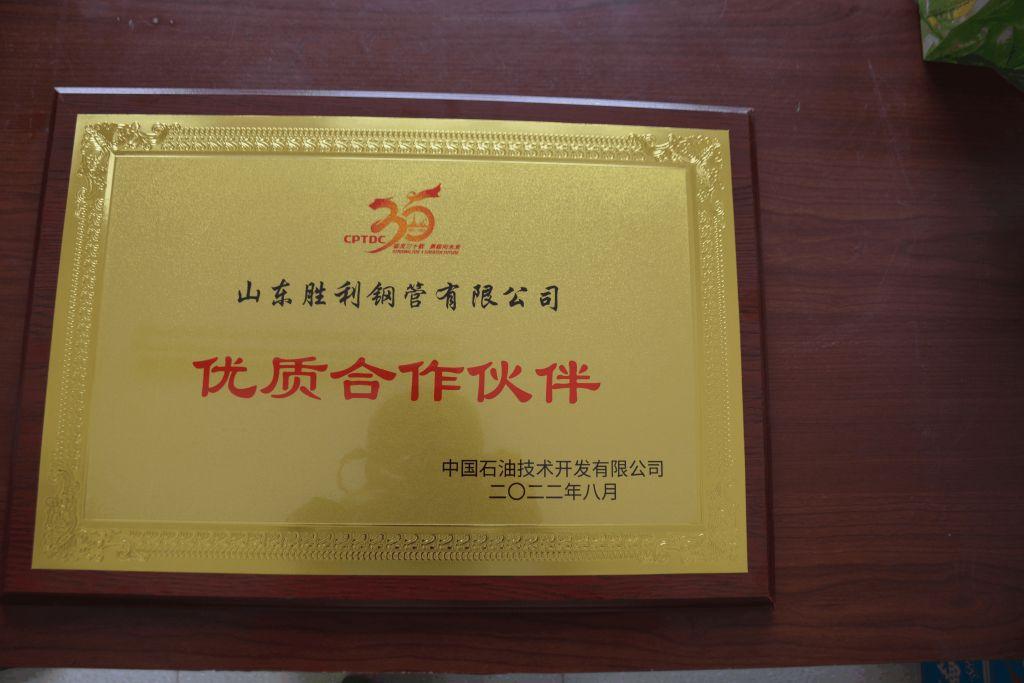 CPTDC
山东胜利钢管有限公司
优质合作伙伴
中国石油技术开发有限公司
二〇二二年八月